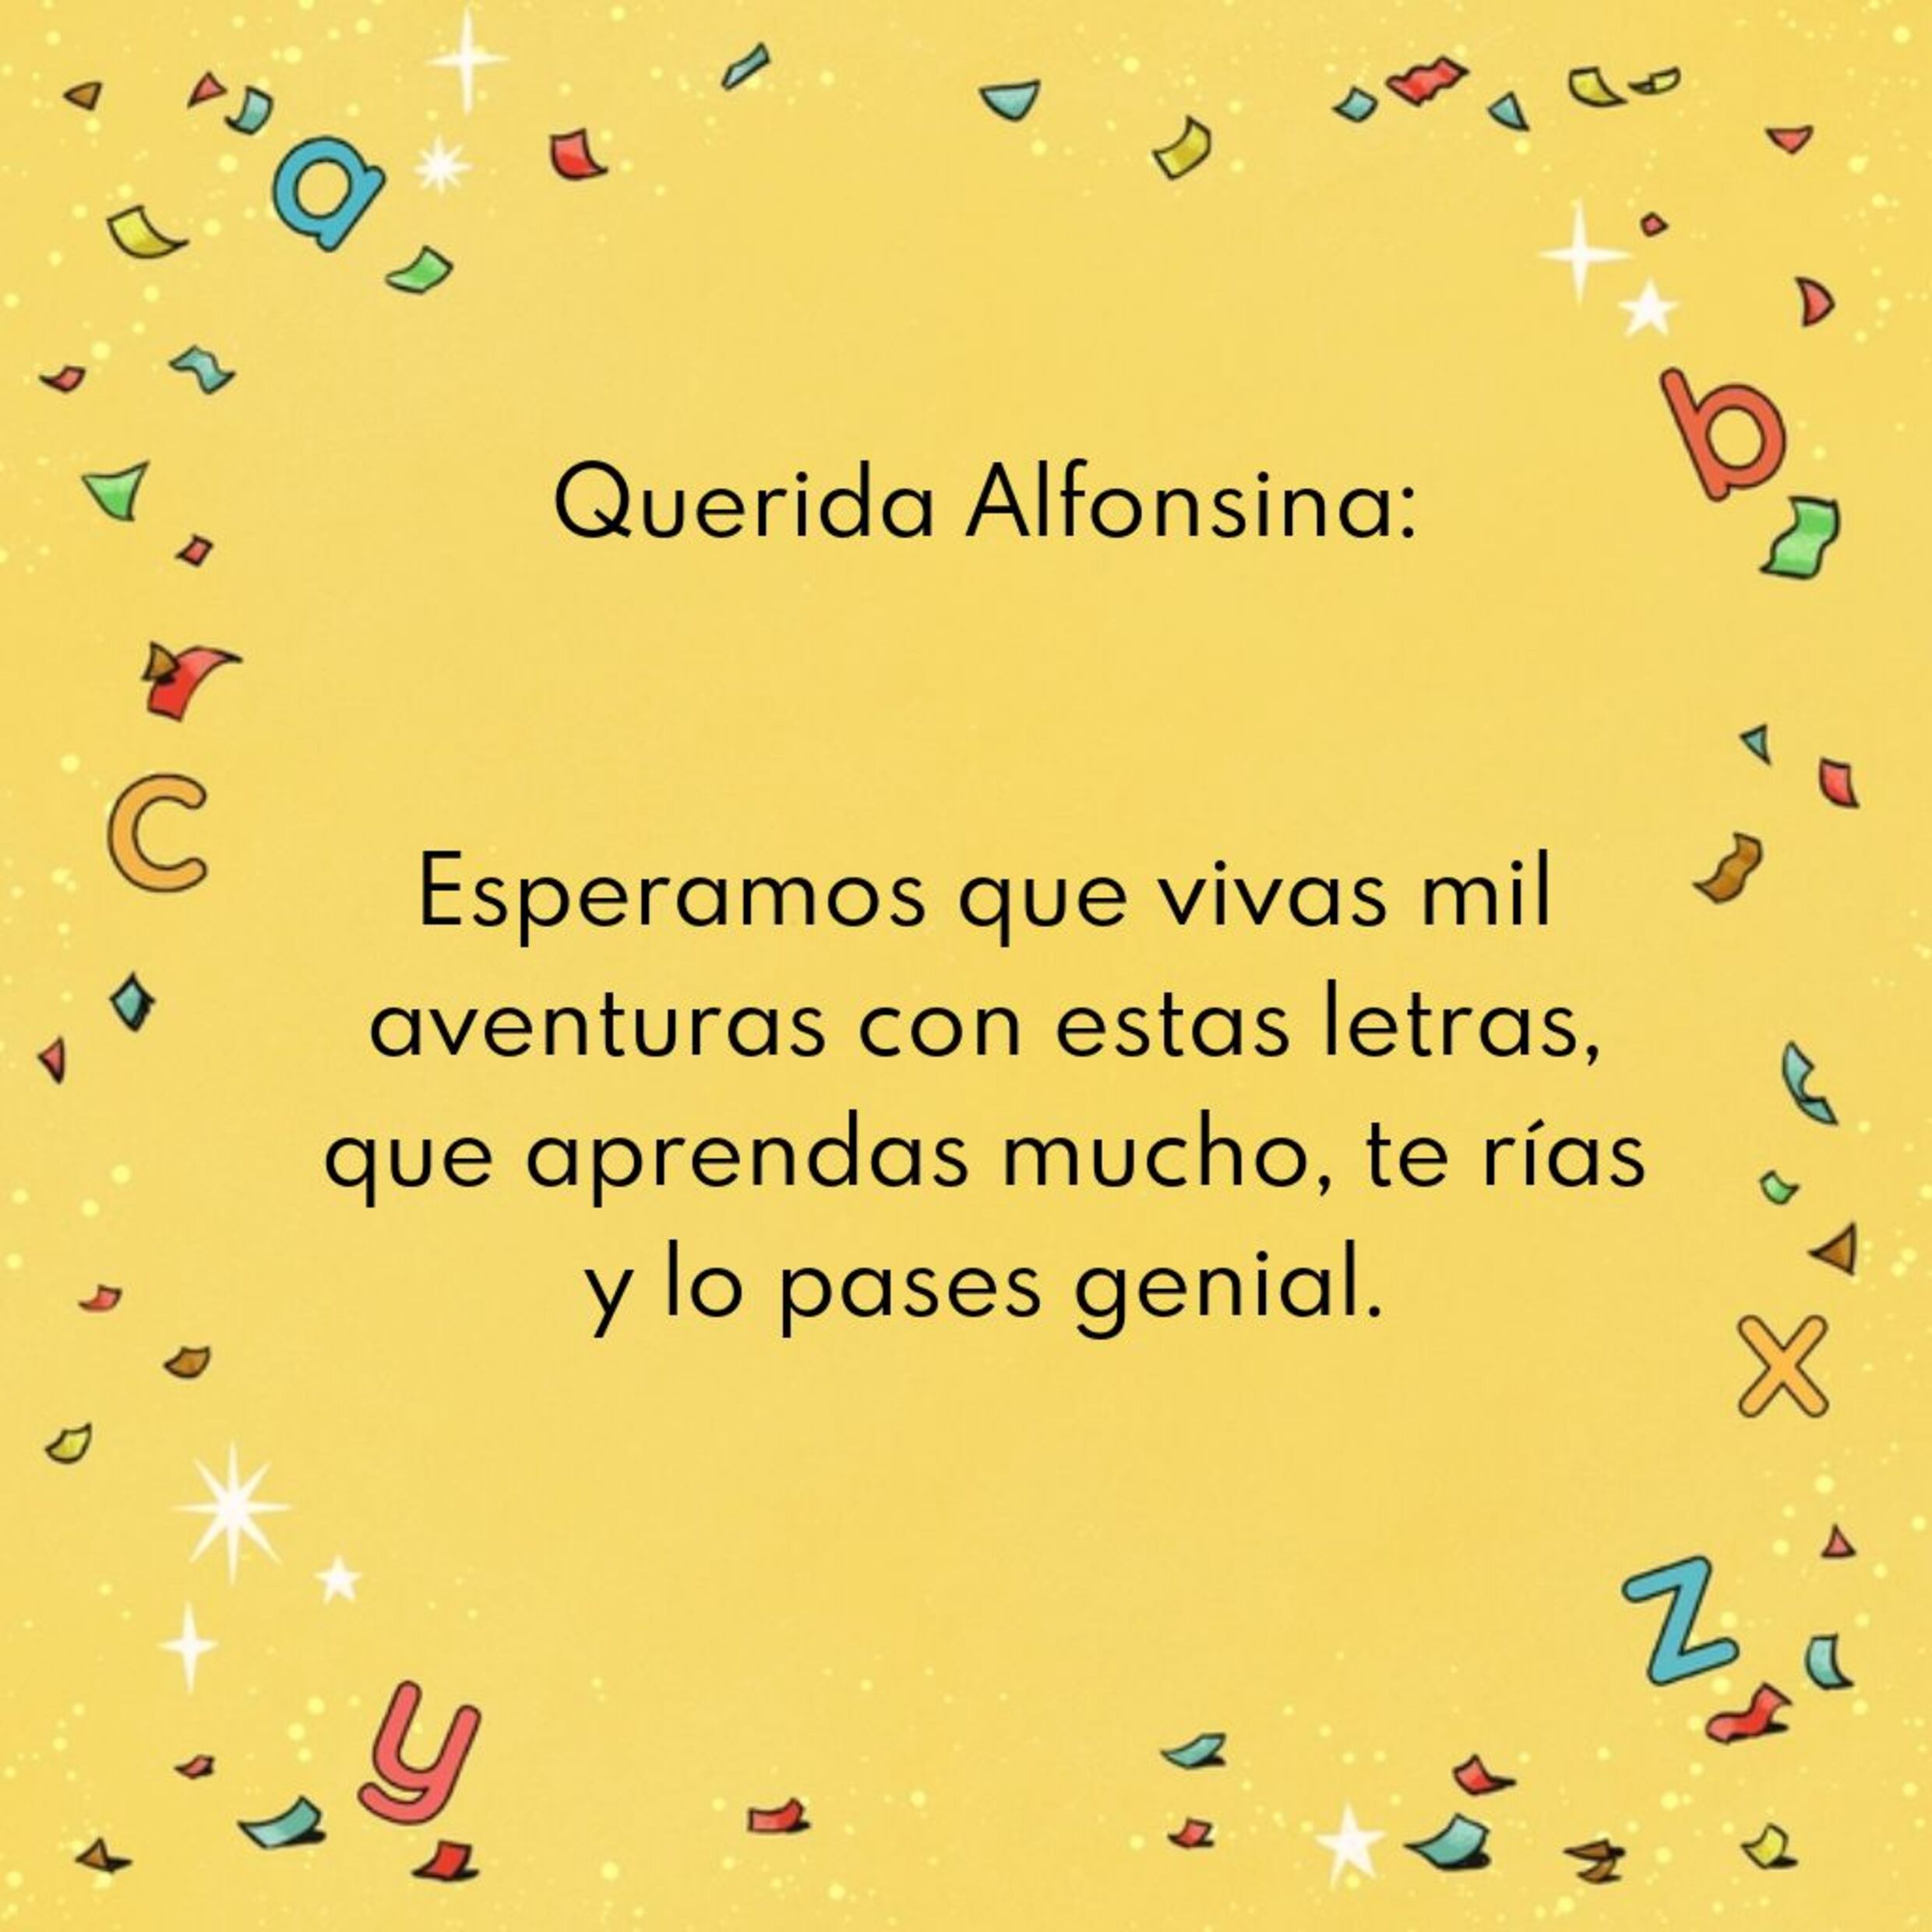 a
b
Querida Alfonsina:
c
Esperamos que vivas mil
aventuras con estas letras,
que aprendas mucho, te rías
y lo pases genial.
x
z
y